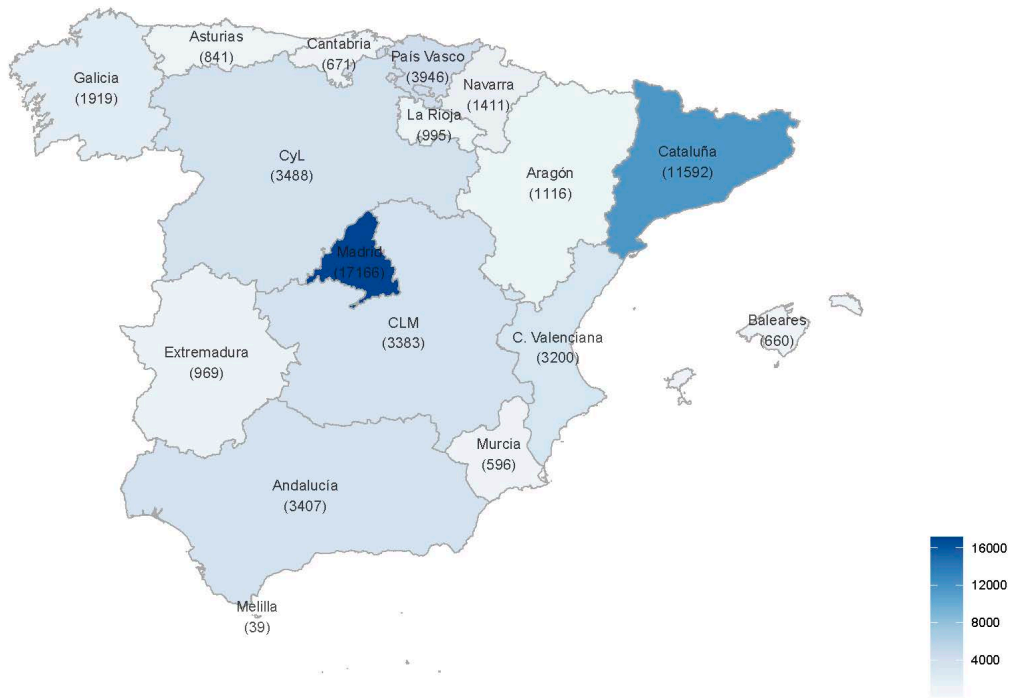 Asturias
(841)
Cantabria
(671)
País Vasco
(3946)
Galicia
(1919)
Navarra
(1411)
La Rioja
(995)
CyL
(3488)
Aragón
(1116)
Cataluña
(11592)
Madrid
(17166)
CLM
(3383)
C. Valenciana
(3200)
Baleares
(660)
Extremadura
(969)
Murcia
(596)
Andalucía
(3407)
Melilla
(39)
16000
12000
8000
4000